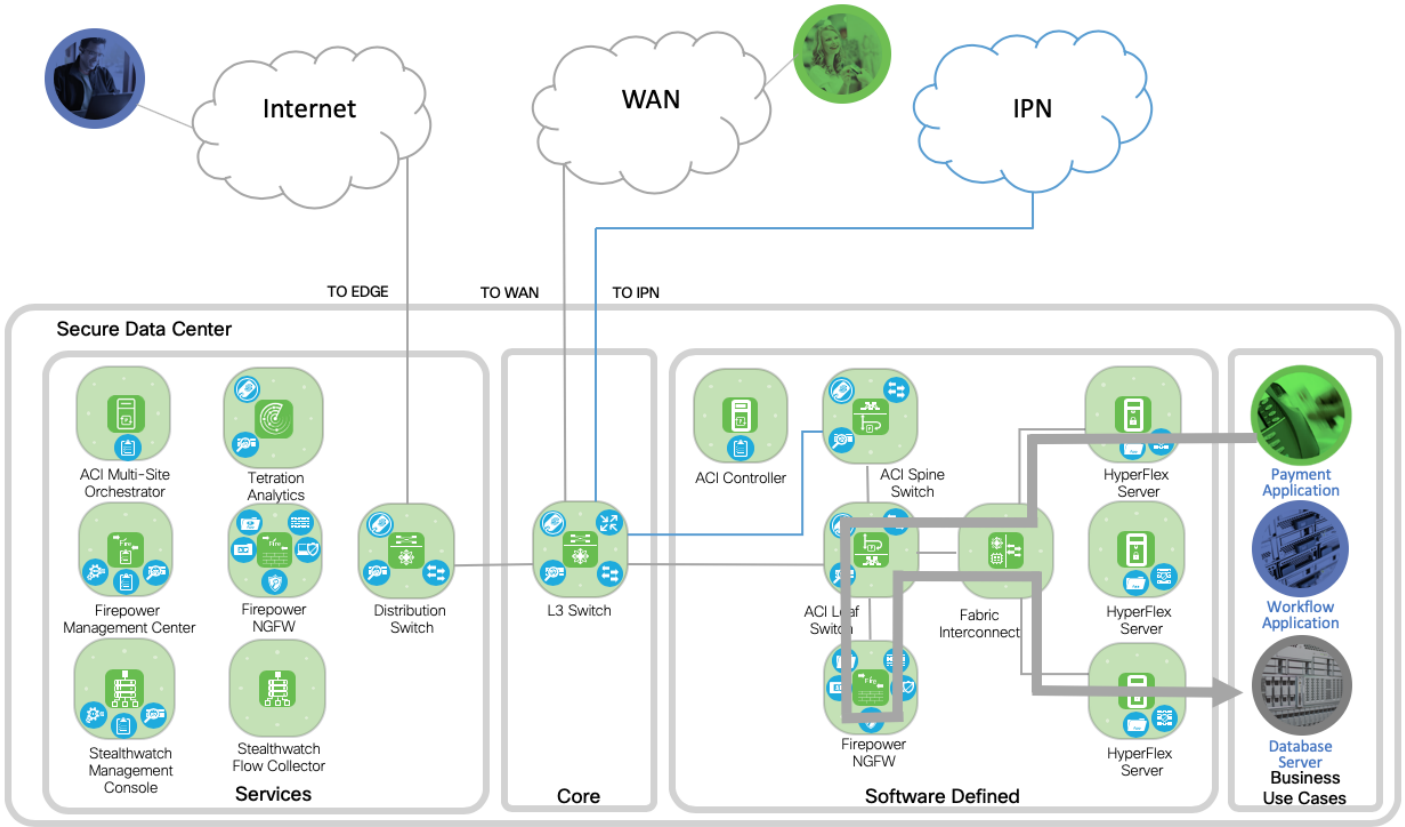 Internet
WAN
IPN
TO EDGE
TO WAN
TO IPN
Secure Data Center
ACI Multi-Site
Orchestrator
Tetration
Analytics
ACI Controller
ACI Spine
Switch
HyperFlex
Server
Payment
Application
Firepower
Management Center
Firepower
NGFW
Distribution
Switch
L3 Switch
ACI Leaf
Switch
Fabric
Interconnect
HyperFlex
Server
Workflow
Application
Stealthwatch
Management
Console
Stealthwatch
Flow Collector
Firepower
NGFW
HyperFlex
Server
Database
Server
Services
Core
Software Defined
Business
Use Cases